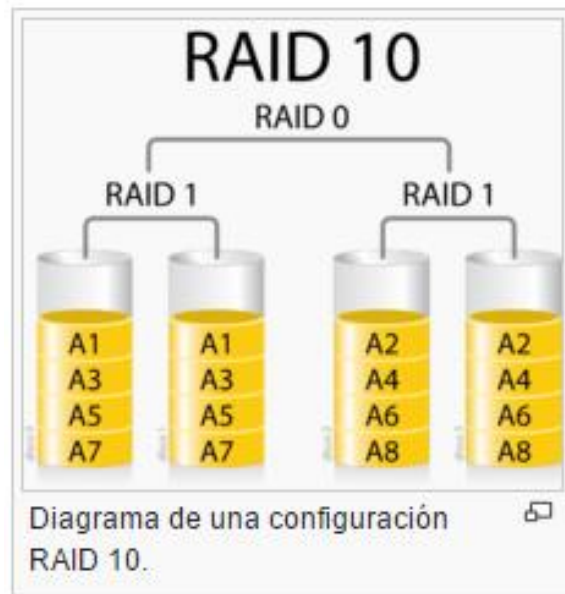 RAID 10
RAID 0
RAID 1 RAID 1
A1 A1 A2 A2
A3 A3 A4 A4
A5 A5 A6 A6
A7 A7 A8 A8
Diagrama de una configuración
RAID 10.